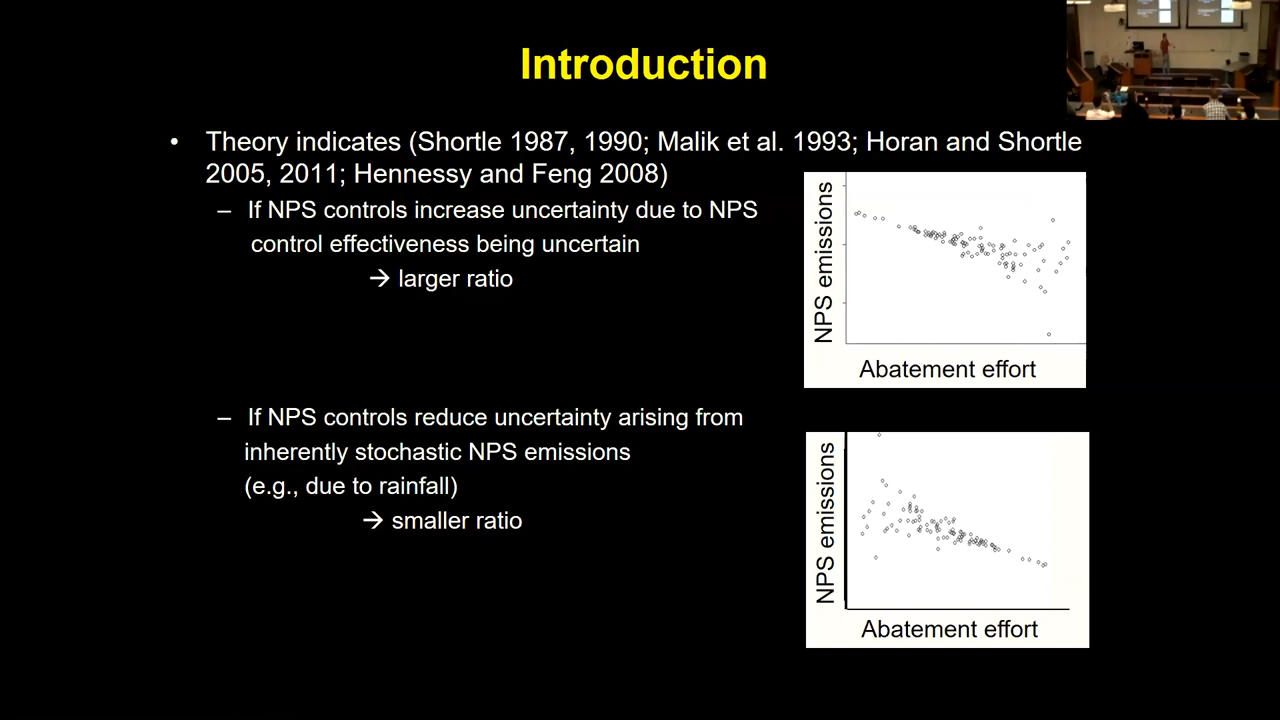 Introduction
• Theory indicates (Shortle 1987, 1990; Malik et al. 1993; Horan and Shortle
2005, 2011; Hennessy and Feng 2008)
– If NPS controls increase uncertainty due to NPS
control effectiveness being uncertain
→ larger ratio
NPS emissions
Abatement effort
– If NPS controls reduce uncertainty arising from
inherently stochastic NPS emissions
(e.g., due to rainfall)
→ smaller ratio
NPS emissions
Abatement effort